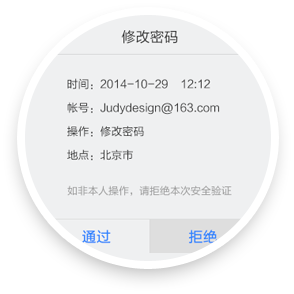 修改密码
时间：2014-10-29 12:12
帐号：Judydesign@163.com
操作：修改密码
地点：北京市
如非本人操作，请拒绝本次安全验证
通过
拒绝